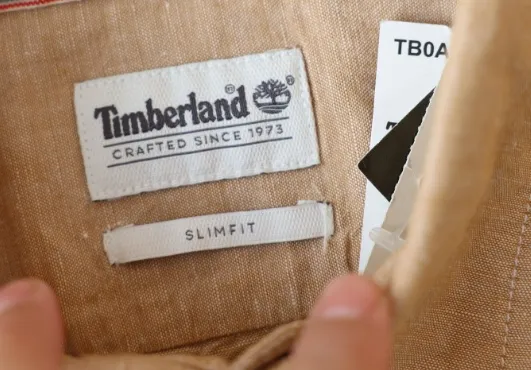 Timberland®
CRAFTED SINCE 1973
SLIMFIT
TB0A